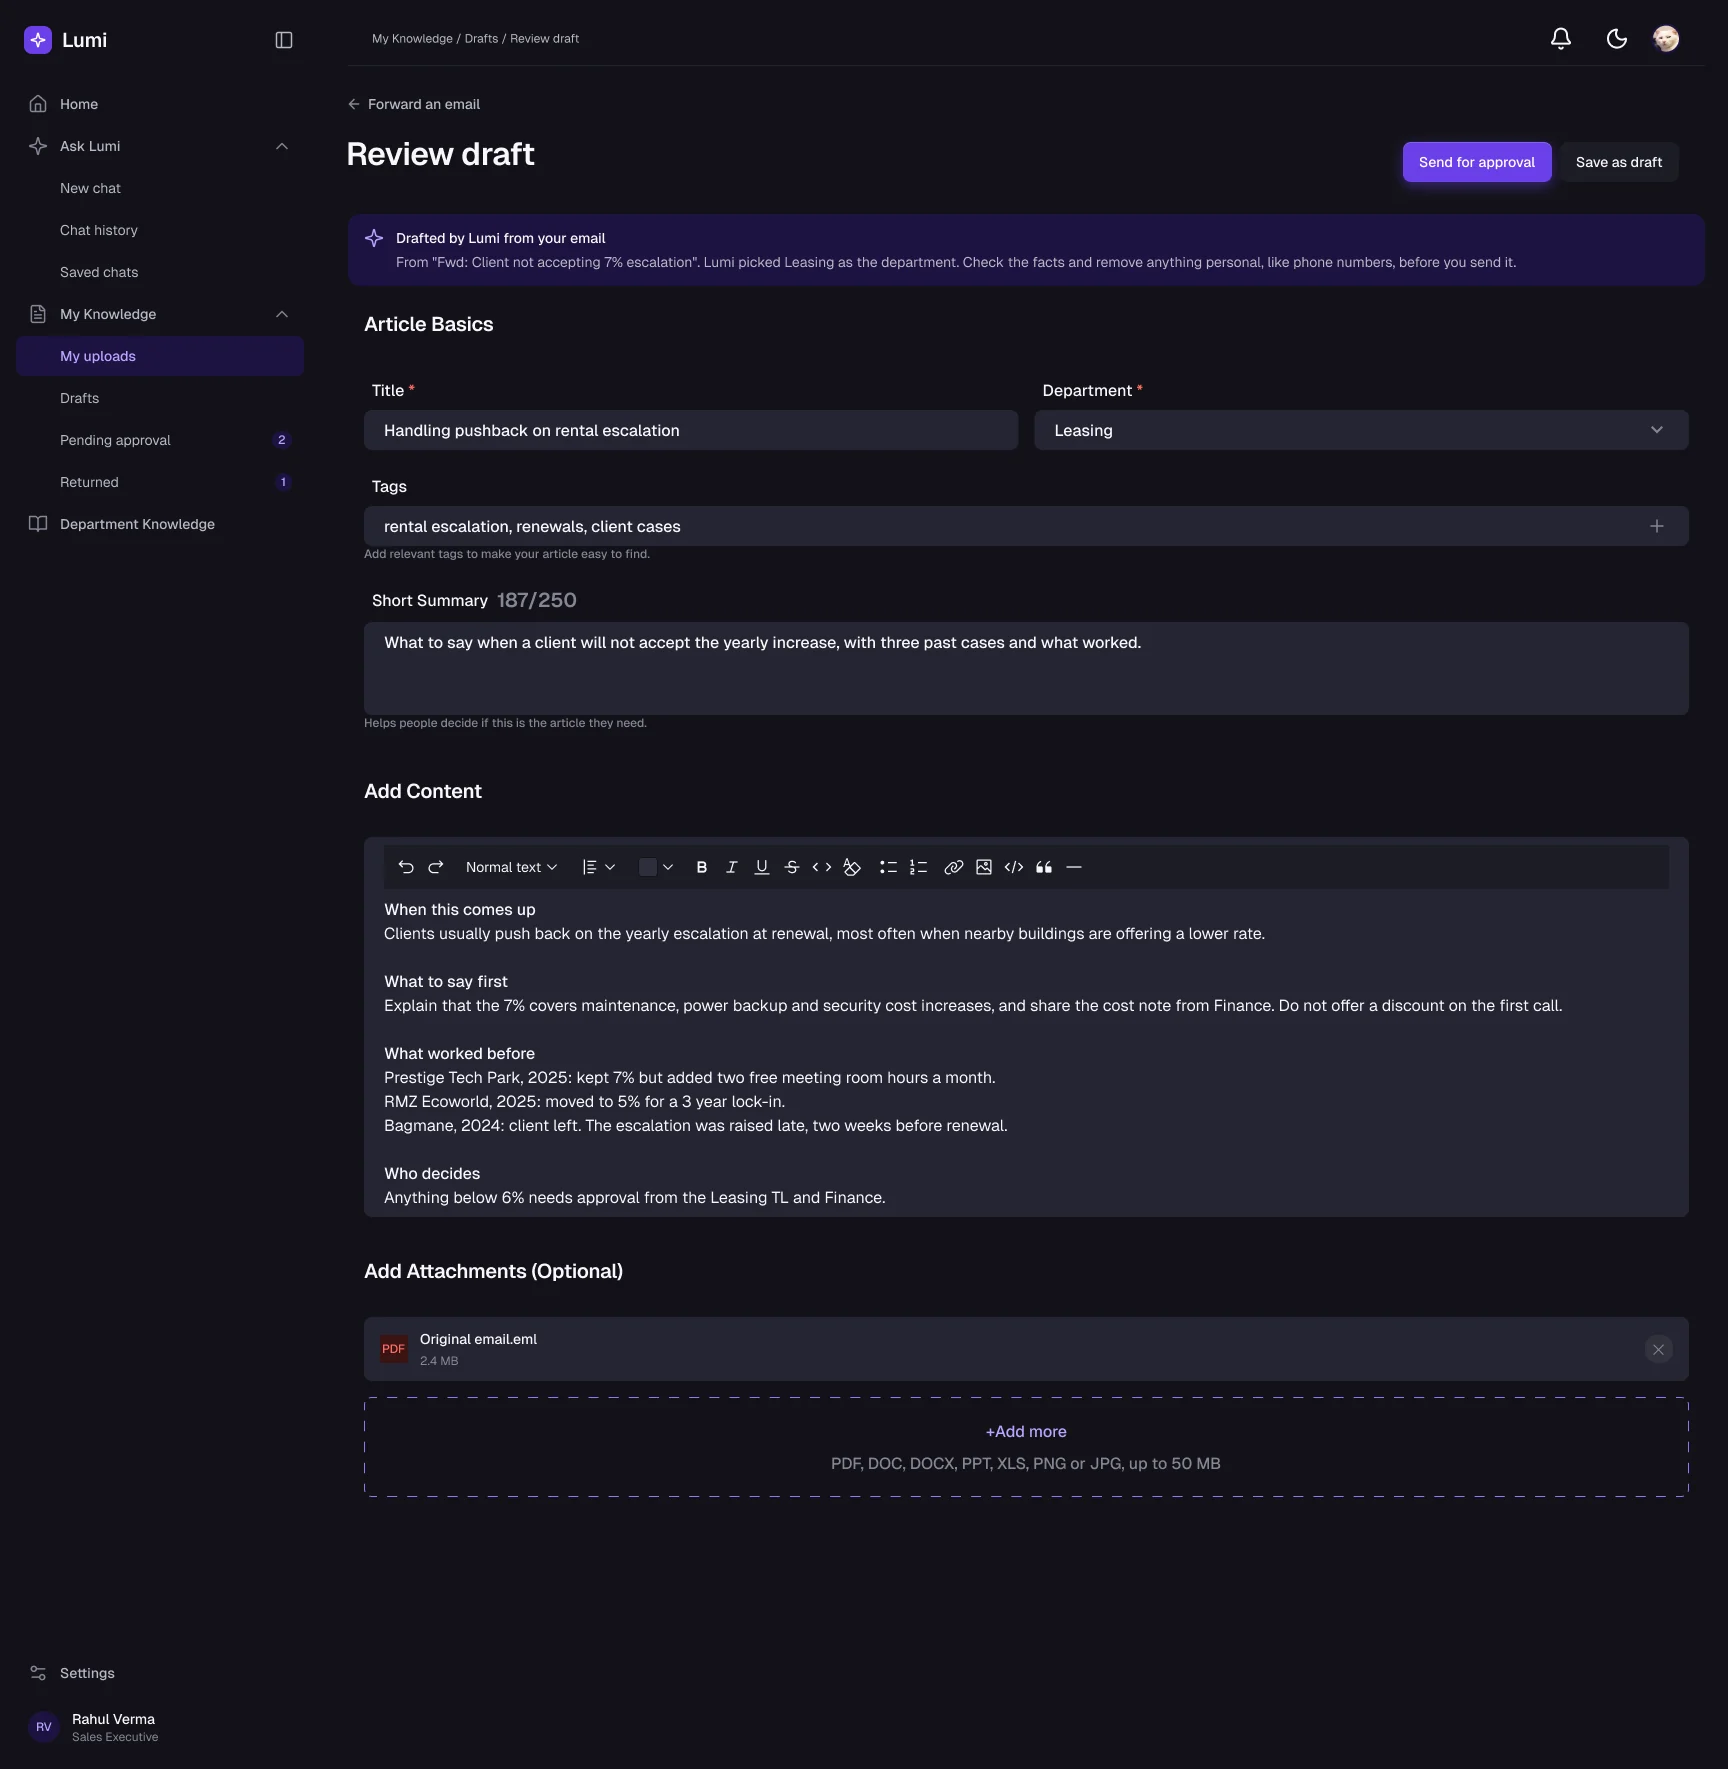 Lumi
My Knowledge / Drafts / Review draft
Home
Ask Lumi
New chat
Chat history
Saved chats
My Knowledge
My uploads
Drafts
Pending approval 2
Returned 1
Department Knowledge
Settings
RV
Rahul Verma
Sales Executive
Forward an email
Review draft
Send for approval
Save as draft
Drafted by Lumi from your email
From "Fwd: Client not accepting 7% escalation". Lumi picked Leasing as the department. Check the facts and remove anything personal, like phone numbers, before you send it.
Article Basics
Title *
Handling pushback on rental escalation
Department *
Leasing
Tags
rental escalation, renewals, client cases
Add relevant tags to make your article easy to find.
Short Summary 187/250
What to say when a client will not accept the yearly increase, with three past cases and what worked.
Helps people decide if this is the article they need.
Add Content
Normal text
When this comes up
Clients usually push back on the yearly escalation at renewal, most often when nearby buildings are offering a lower rate.
What to say first
Explain that the 7% covers maintenance, power backup and security cost increases, and share the cost note from Finance. Do not offer a discount on the first call.
What worked before
Prestige Tech Park, 2025: kept 7% but added two free meeting room hours a month.
RMZ Ecoworld, 2025: moved to 5% for a 3 year lock-in.
Bagmane, 2024: client left. The escalation was raised late, two weeks before renewal.
Who decides
Anything below 6% needs approval from the Leasing TL and Finance.
Add Attachments (Optional)
PDF
Original email.eml
2.4 MB
+Add more
PDF, DOC, DOCX, PPT, XLS, PNG or JPG, up to 50 MB